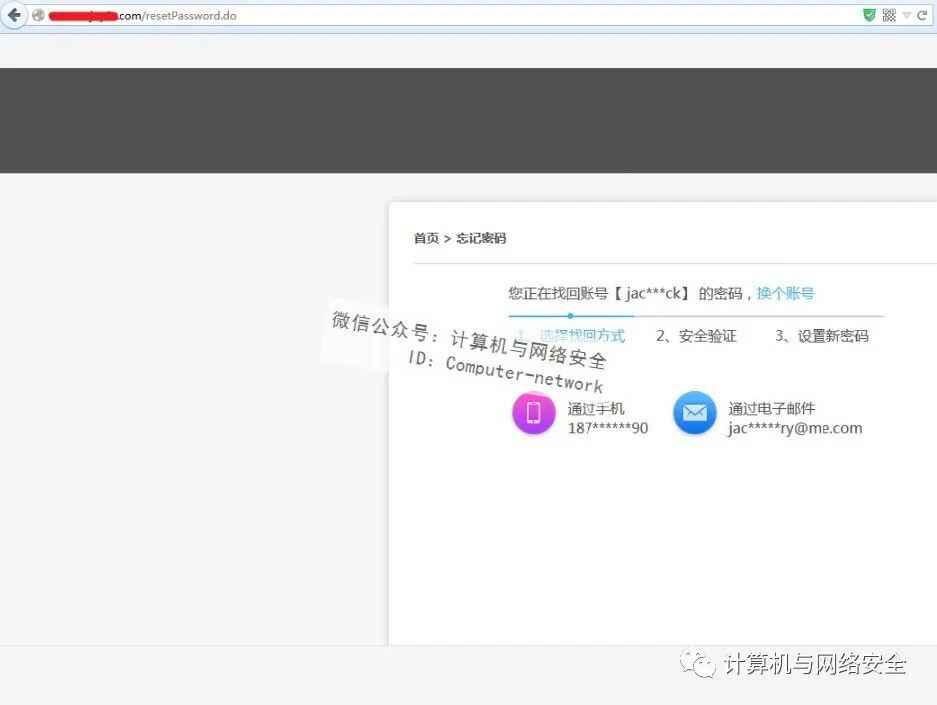 .com/resetPassword.do
首页 > 忘记密码
您正在找回账号【 jac***ck】 的密码，换个账号
1、选择找回方式 2、安全验证 3、设置新密码
微信公众号：计算机与网络安全
ID：Computer-network
通过手机 通过电子邮件
187******90 jac*****ry@me.com
计算机与网络安全